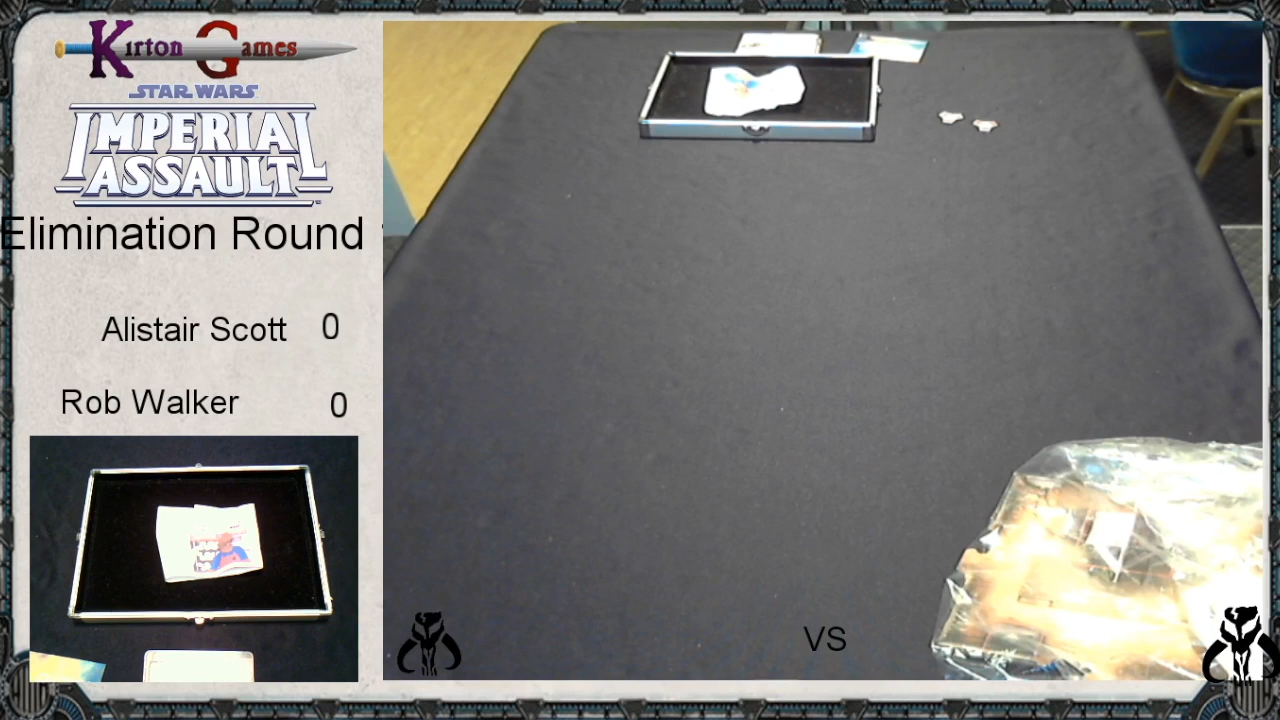 Kirton Games
STAR WARS
IMPERIAL
ASSAULT
Elimination Round
Alistair Scott 0
Rob Walker 0
VS